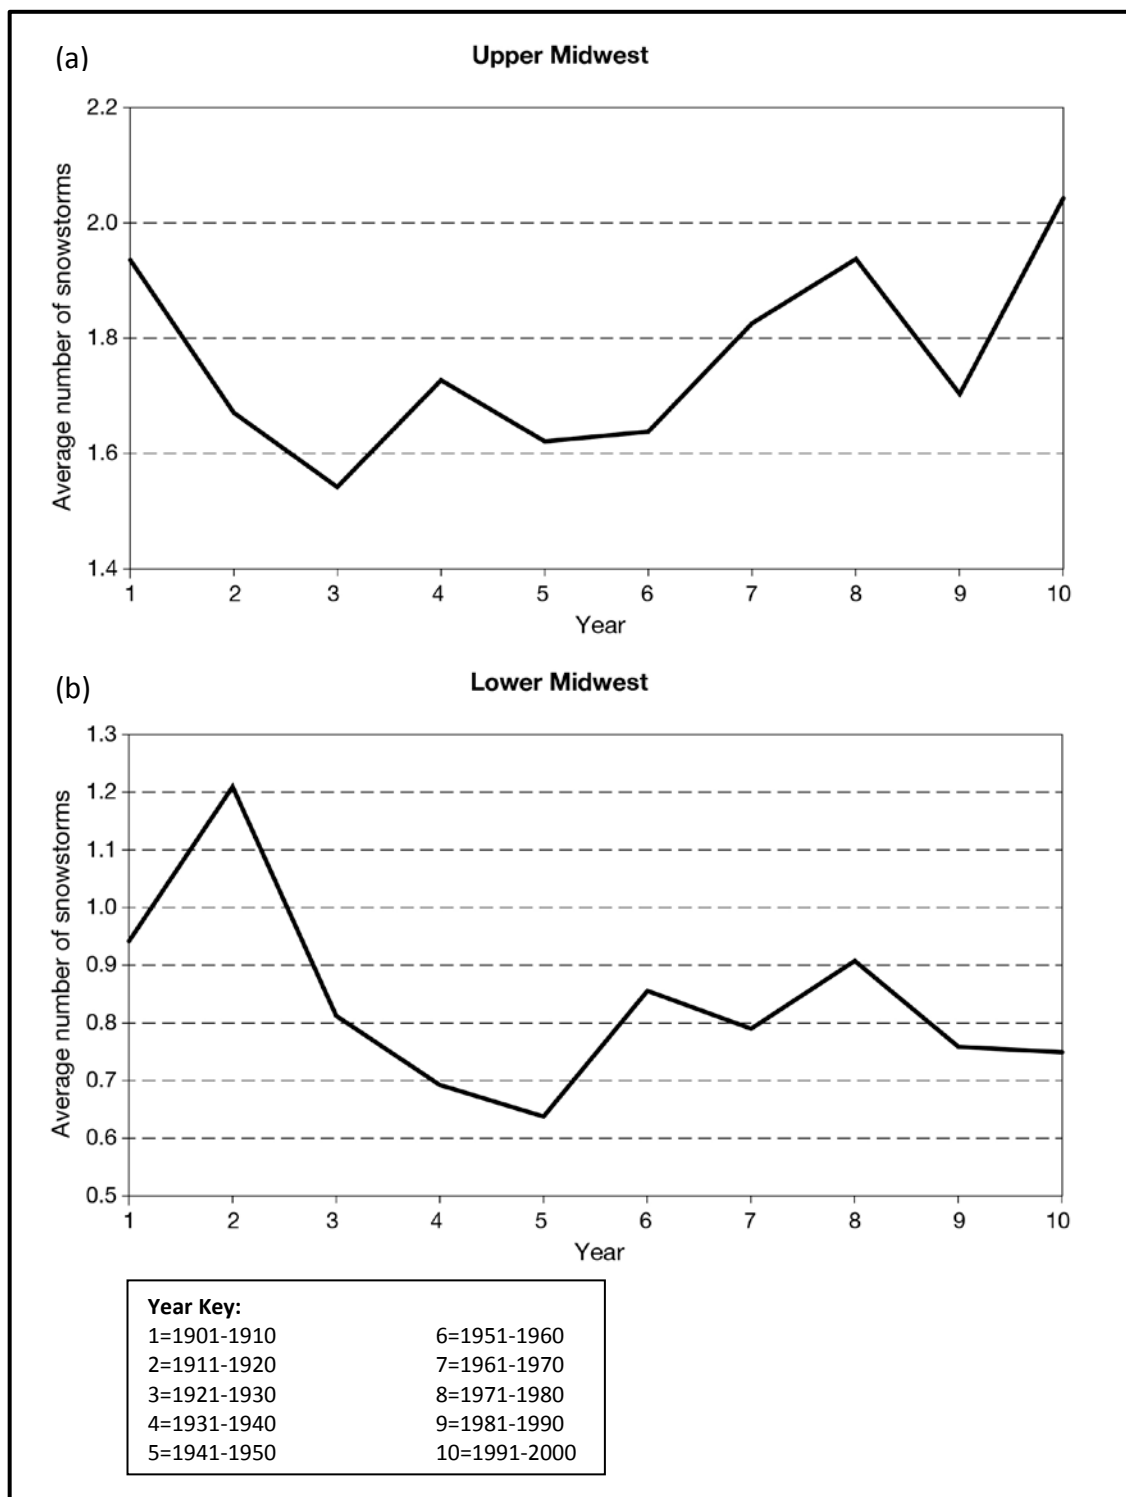 (a)
Upper Midwest
Average number of snowstorms
2.2
2.0
1.8
1.6
1.4
1 2 3 4 5 6 7 8 9 10
Year
(b)
Lower Midwest
Average number of snowstorms
1.3
1.2
1.1
1.0
0.9
0.8
0.7
0.6
0.5
1 2 3 4 5 6 7 8 9 10
Year
Year Key:
1=1901-1910 6=1951-1960
2=1911-1920 7=1961-1970
3=1921-1930 8=1971-1980
4=1931-1940 9=1981-1990
5=1941-1950 10=1991-2000